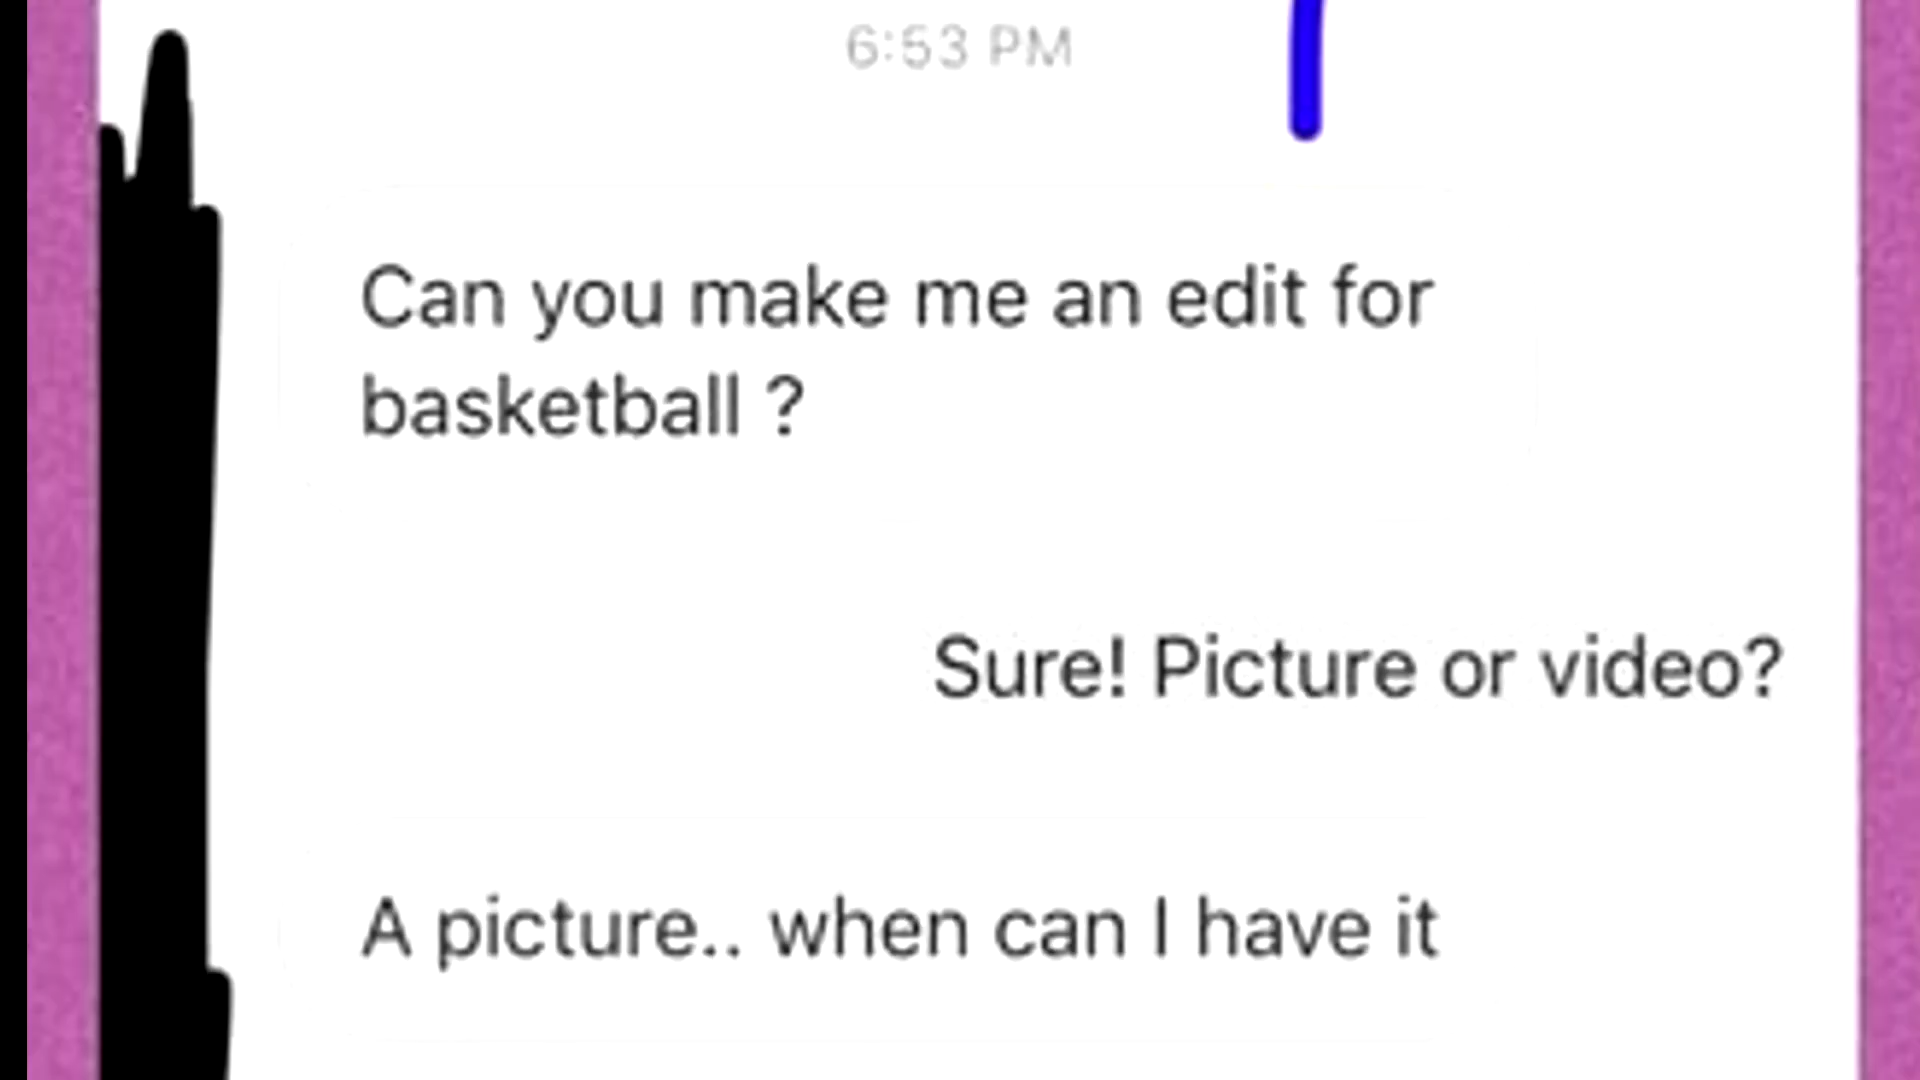 6:53 PM
Can you make me an edit for
basketball ?
Sure! Picture or video?
A picture.. when can I have it